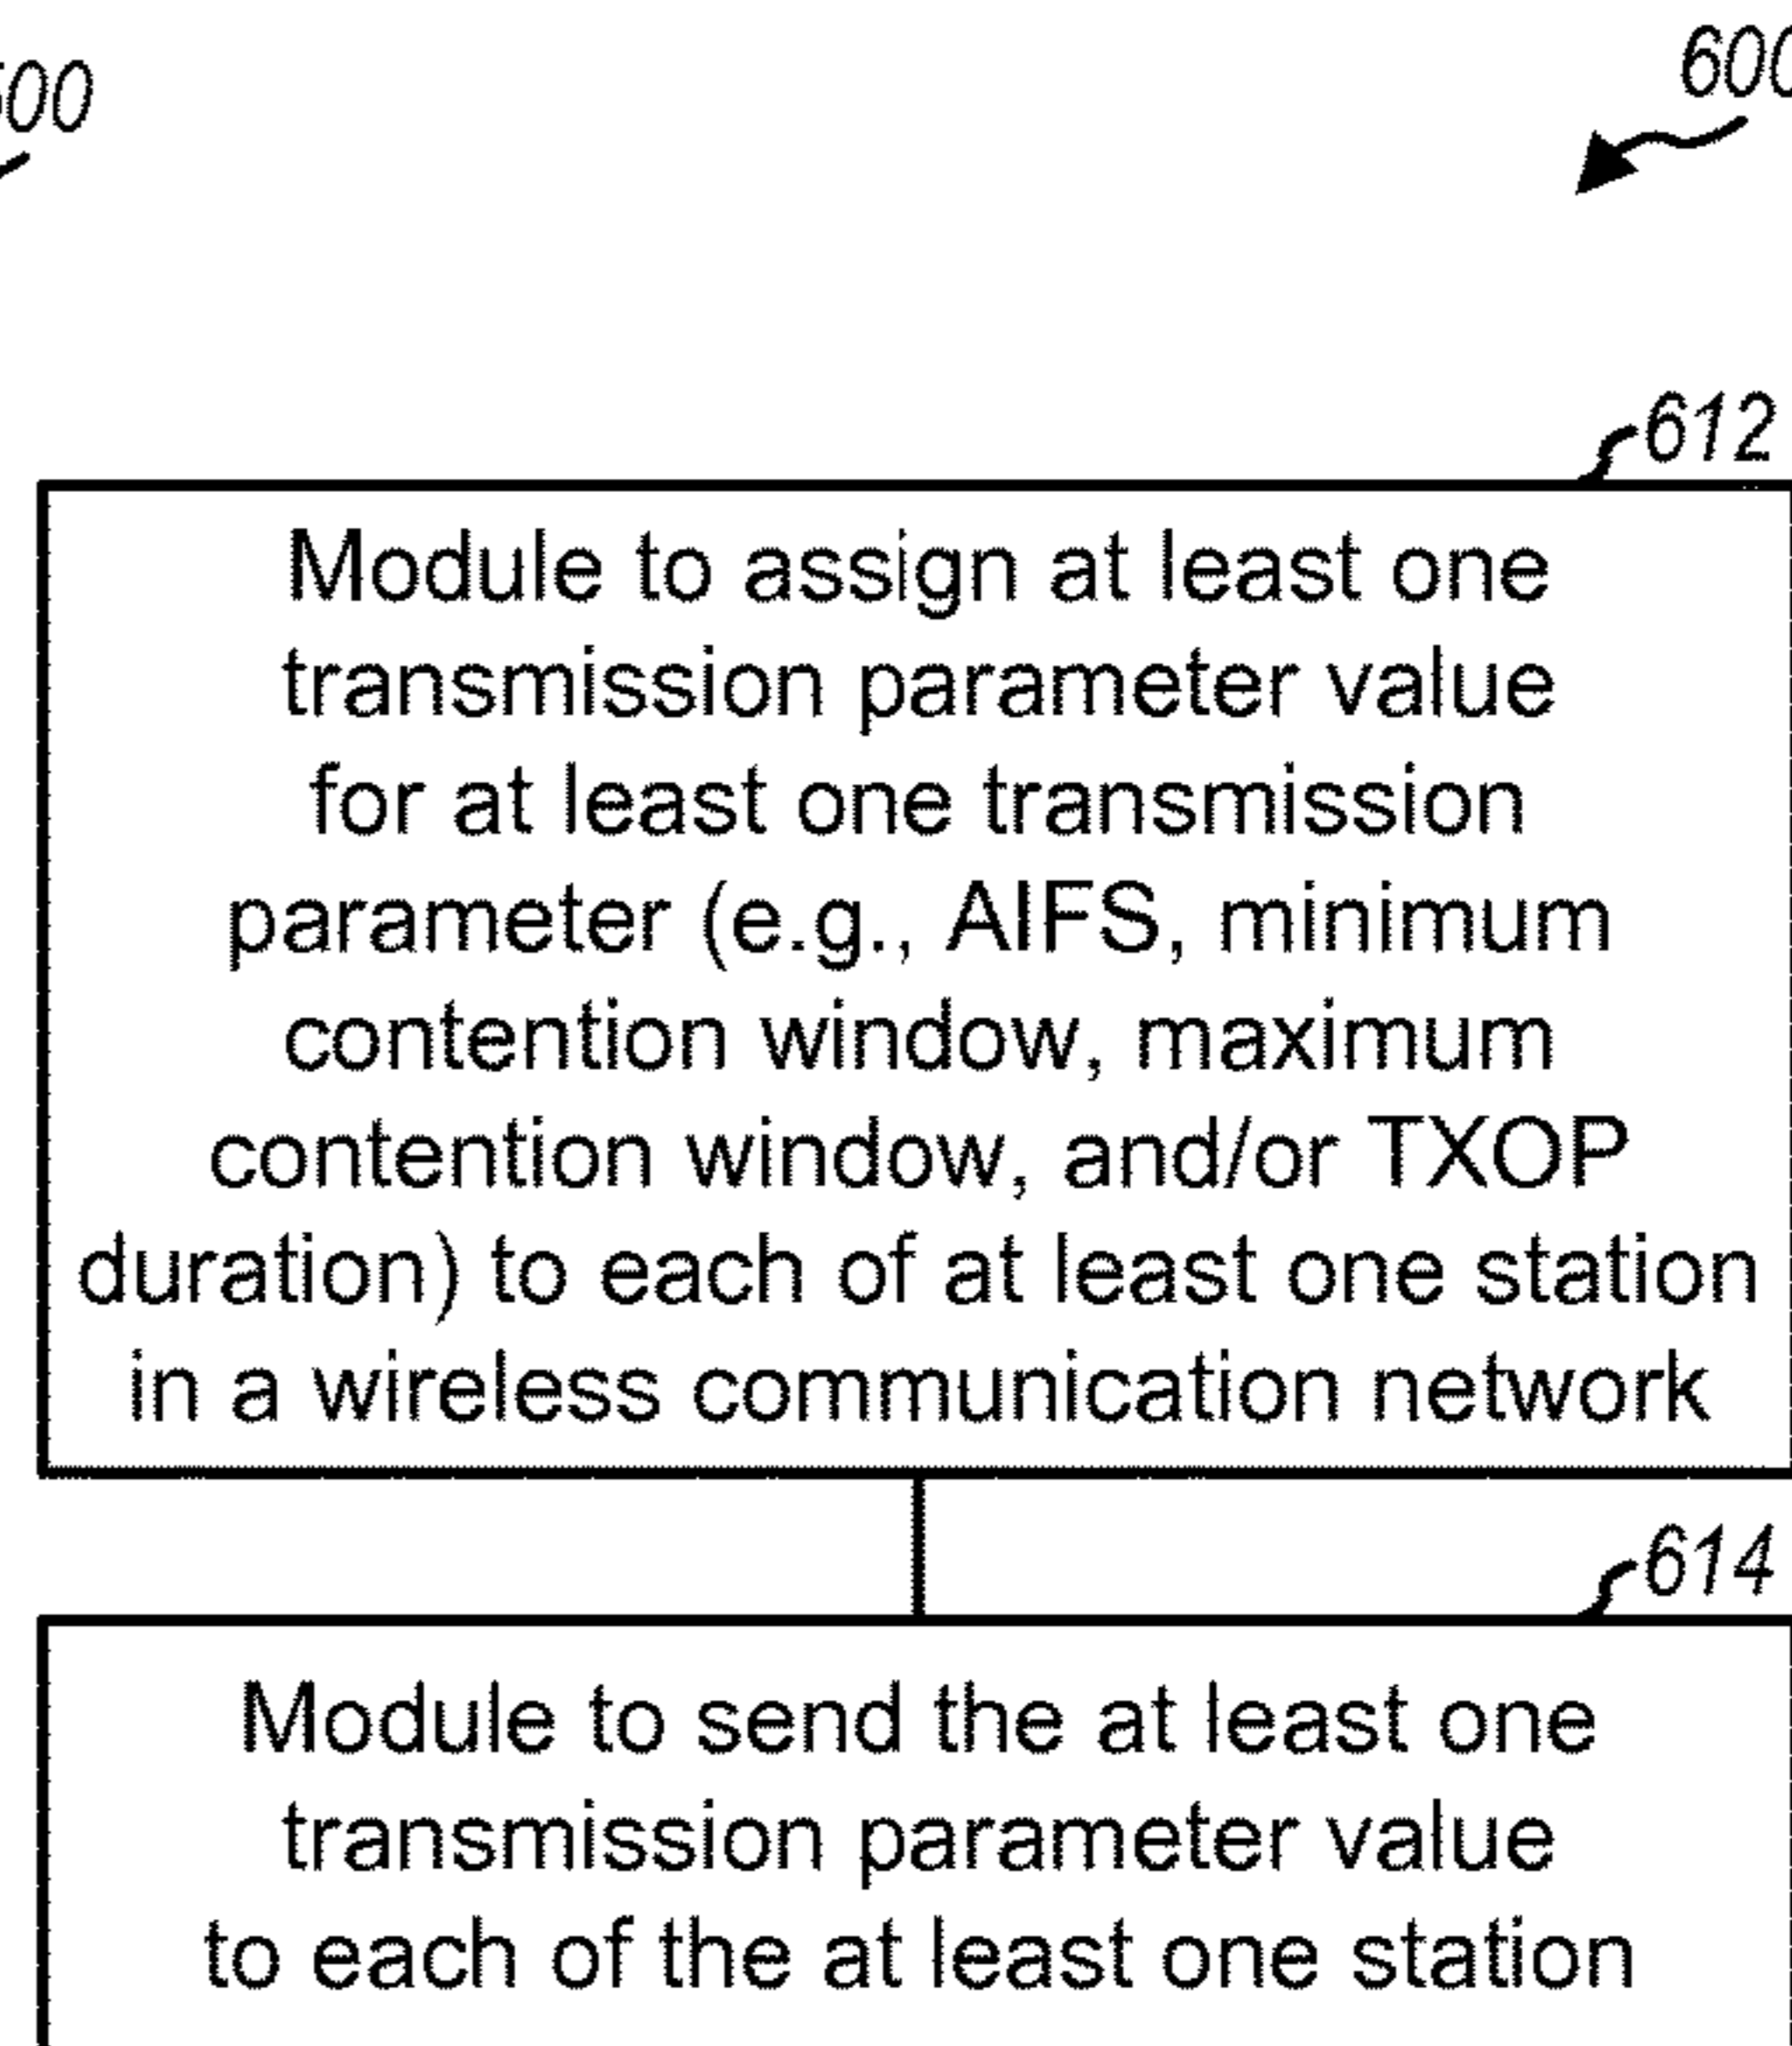 600
612
Module to assign at least one
transmission parameter value
for at least one transmission
parameter (e.g., AIFS, minimum
contention window, maximum
contention window, and/or TXOP
duration) to each of at least one station
in a wireless communication network
614
Module to send the at least one
transmission parameter value
to each of the at least one station